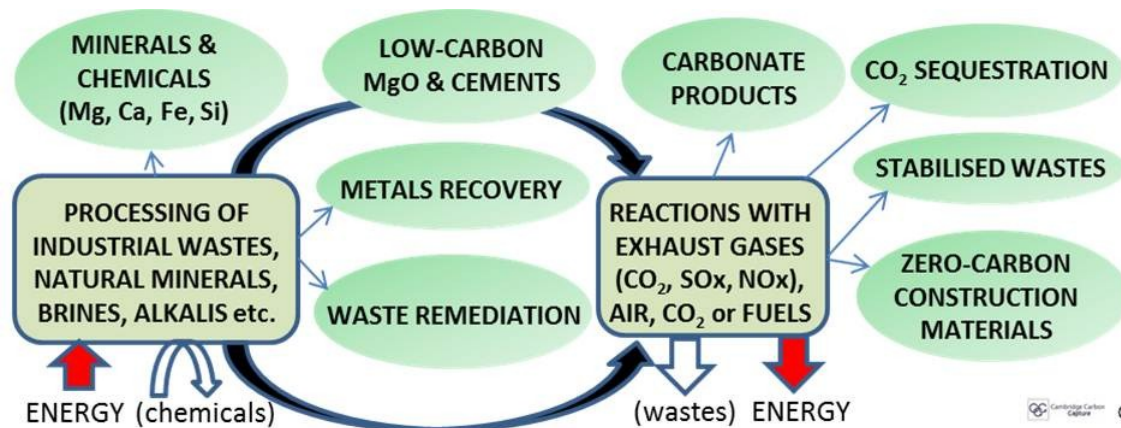 MINERALS &
CHEMICALS
(Mg, Ca, Fe, Si)
LOW-CARBON
MgO & CEMENTS
CARBONATE
PRODUCTS
CO₂ SEQUESTRATION
STABILISED WASTES
METALS RECOVERY
PROCESSING OF
INDUSTRIAL WASTES,
NATURAL MINERALS,
BRINES, ALKALIS etc.
REACTIONS WITH
EXHAUST GASES
(CO₂, SOx, NOx),
AIR, CO₂ or FUELS
WASTE REMEDIATION
ZERO-CARBON
CONSTRUCTION
MATERIALS
ENERGY
(chemicals)
(wastes)
ENERGY
Cambridge Carbon
Capture